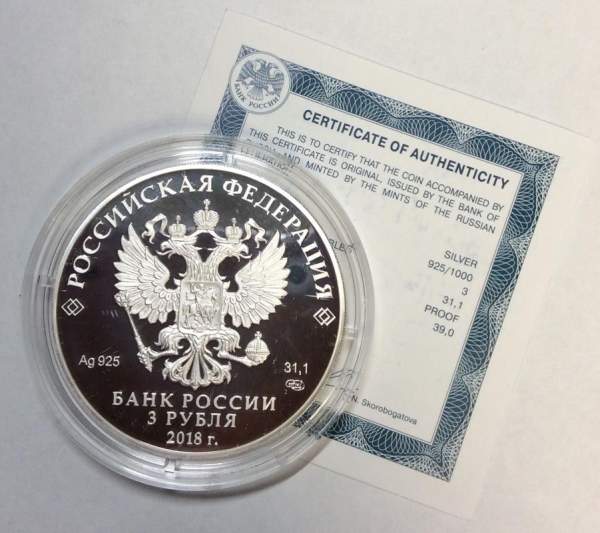 РОССИЙСКАЯ ФЕДЕРАЦИЯ
Ag 925
31,1
БАНК РОССИИ
3 РУБЛЯ
2018 г.
БАНК РОССИИ
CERTIFICATE OF AUTHENTICITY
THIS IS TO CERTIFY THAT THE COIN ACCOMPANIED BY
THIS CERTIFICATE IS ORIGINAL, ISSUED BY THE BANK OF
AND MINTED BY THE MINTS OF THE RUSSIAN
SILVER
925/1000
3
31,1
PROOF
39,0
N. Skorobogatova